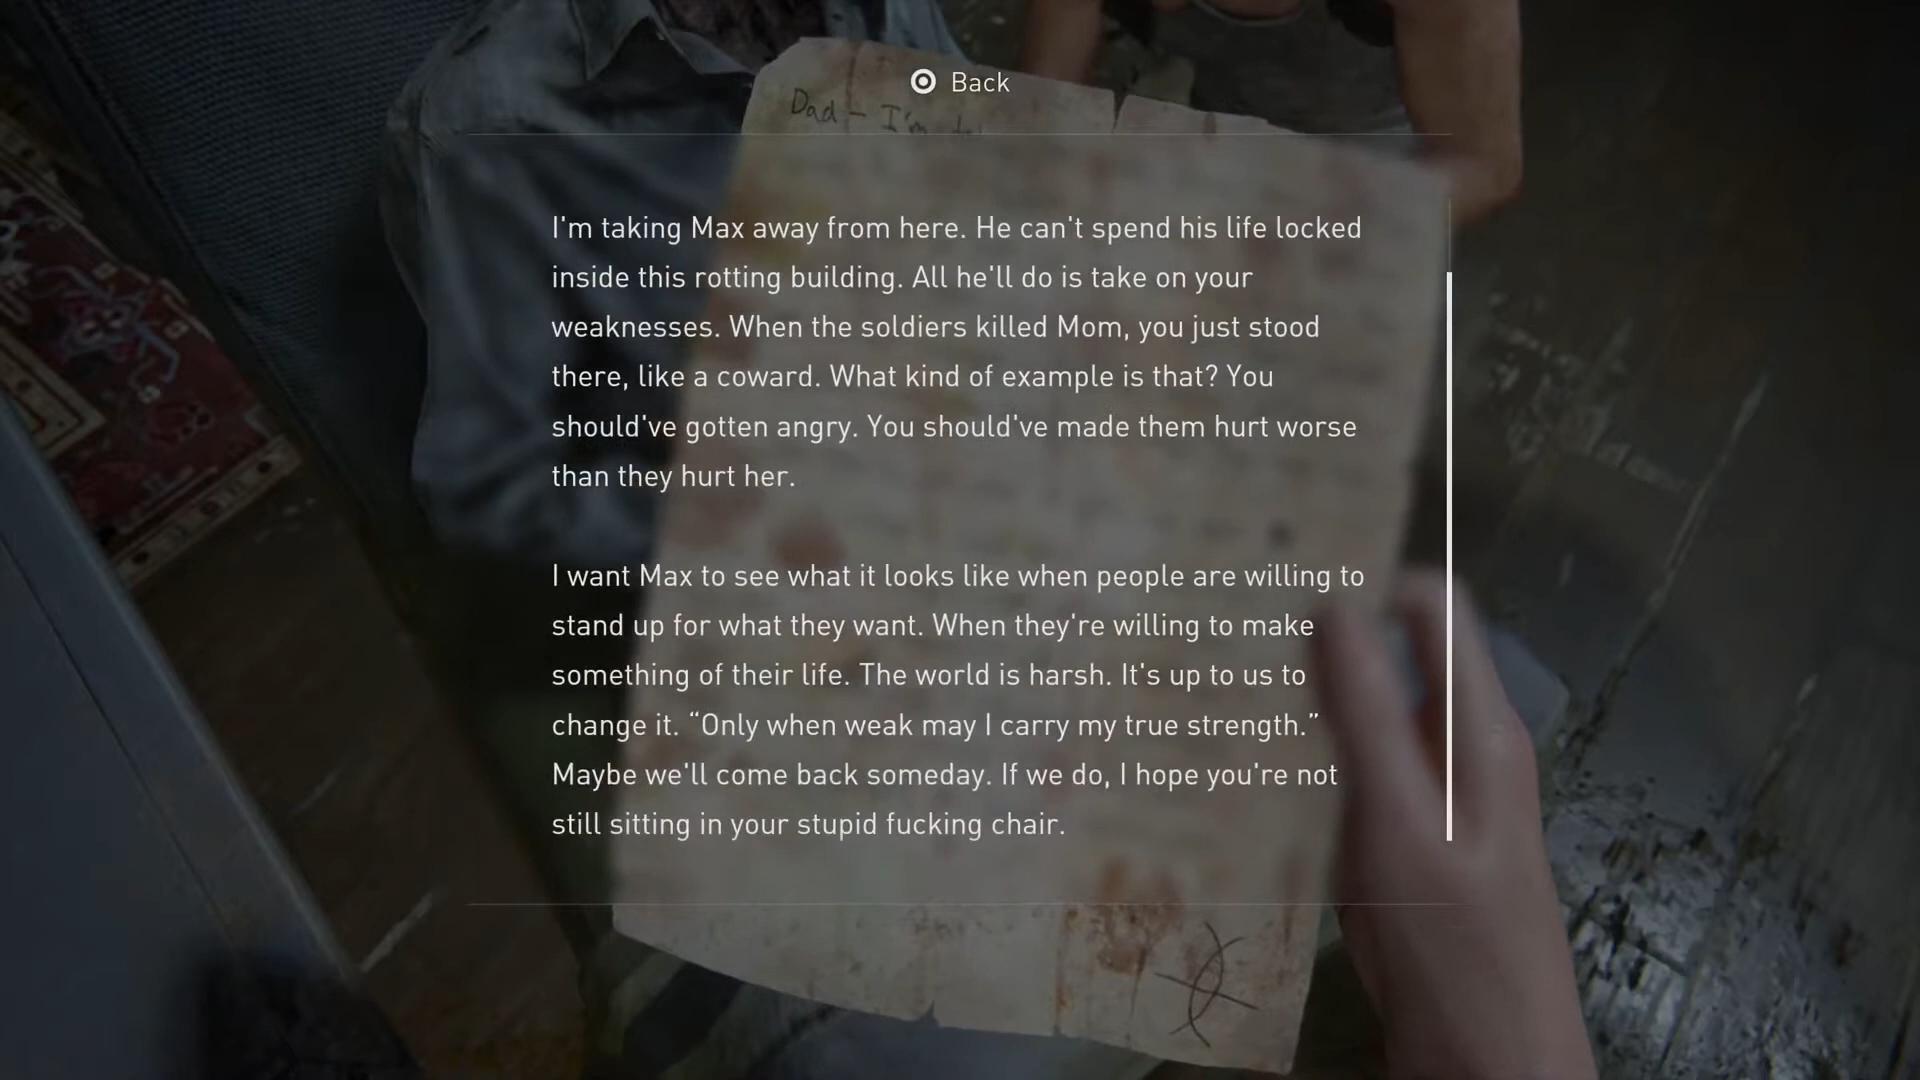 Back
Dad - I'm
I'm taking Max away from here. He can't spend his life locked
inside this rotting building. All he'll do is take on your
weaknesses. When the soldiers killed Mom, you just stood
there, like a coward. What kind of example is that? You
should've gotten angry. You should've made them hurt worse
than they hurt her.
I want Max to see what it looks like when people are willing to
stand up for what they want. When they're willing to make
something of their life. The world is harsh. It's up to us to
change it. “Only when weak may I carry my true strength.”
Maybe we'll come back someday. If we do, I hope you're not
still sitting in your stupid fucking chair.